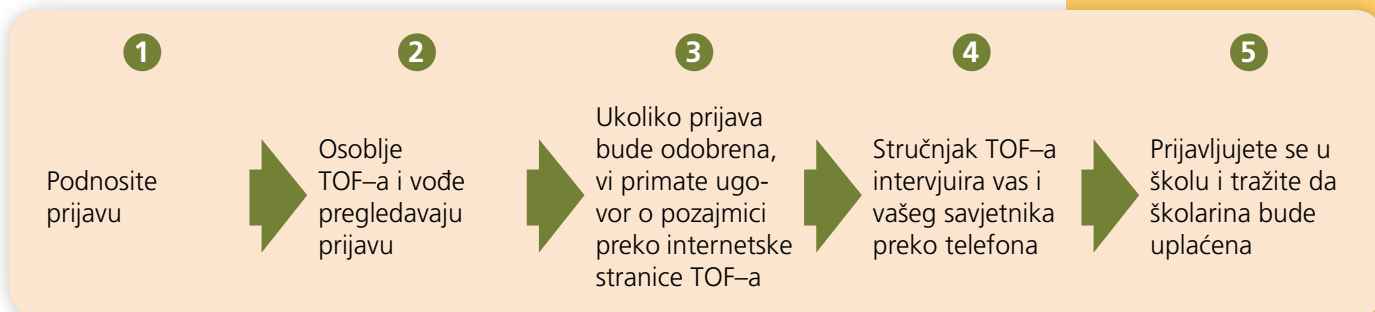 1
Podnosite
prijavu
2
Osoblje
TOF–a i vođe
pregledavaju
prijavu
3
Ukoliko prijava
bude odobrena,
vi primate ugo-
vor o pozajmici
preko internetske
stranice TOF–a
4
Stručnjak TOF–a
intervjuira vas i
vašeg savjetnika
preko telefona
5
Prijavljujete se u
školu i tražite da
školarina bude
uplaćena